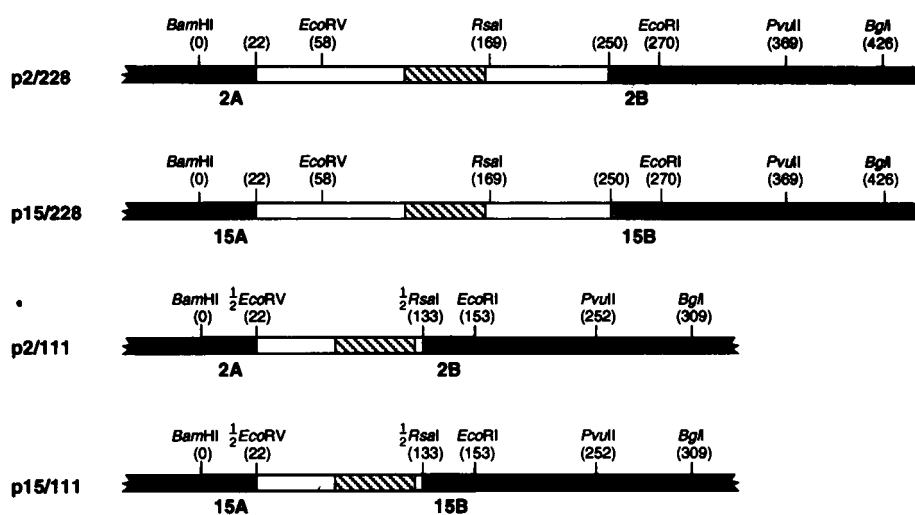 BamHI EcoRV RsaI EcoRI PvuII BglI
(0) (22) (58) (169) (250) (270) (369) (426)
p2/228
2A 2B
BamHI EcoRV RsaI EcoRI PvuII BglI
(0) (22) (58) (169) (250) (270) (369) (426)
p15/228
15A 15B
BamHI ½EcoRV ½RsaI EcoRI PvuII BglI
(0) (22) (133) (153) (252) (309)
p2/111
2A 2B
BamHI ½EcoRV ½RsaI EcoRI PvuII BglI
(0) (22) (133) (153) (252) (309)
p15/111
15A 15B